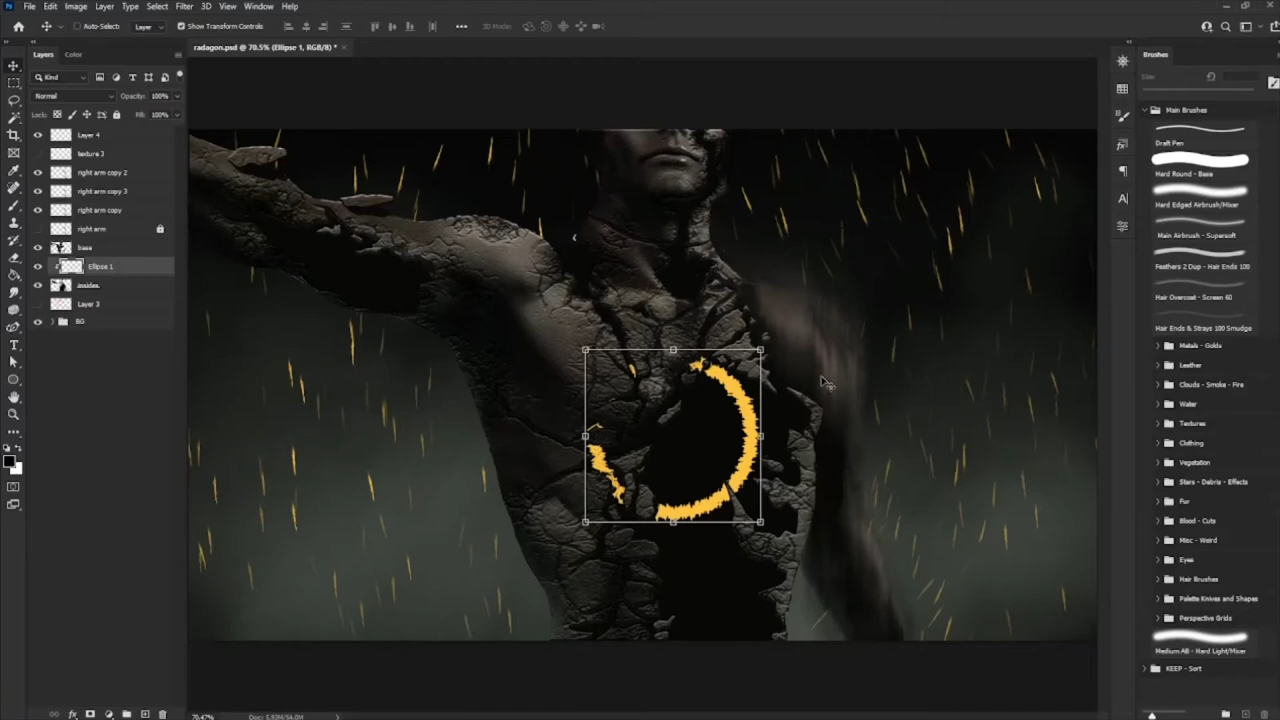 Ps File Edit Image Layer Type Select Filter 3D View Window Help
Auto-Select: Layer Show Transform Controls 3D Mode:
radagon.psd @ 70.5% (Ellipse 1, RGB/8) *
Layers Color
Kind
Normal Opacity: 100%
Lock: Fill: 100%
Layer 4
texture 3
right arm copy 2
right arm copy 3
right arm copy
right arm
base
Ellipse 1
insides
Layer 3
BG
Brushes
Size:
Main Brushes
Draft Pen
Hard Round - Base
Hard Edged Airbrush/Mixer
Main Airbrush - Supersoft
Feathers 2 Dup - Hair Ends 100
Hair Overcoat - Screen 60
Hair Ends & Strays 100 Smudge
Metals - Golds
Leather
Clouds - Smoke - Fire
Water
Textures
Clothing
Vegetation
Stars - Debris - Effects
Fur
Blood - Cuts
Misc - Weird
Eyes
Hair Brushes
Palette Knives and Shapes
Perspective Grids
Medium AB - Hard Light/Mixer
KEEP - Sort
70.47% Doc: 5.93M/54.0M